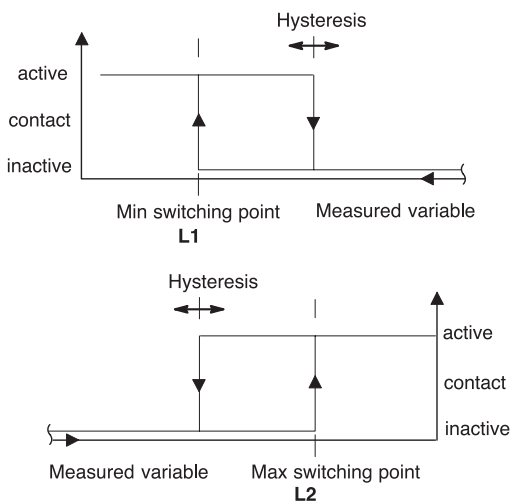 Hysteresis
active
contact
inactive
Min switching point
L1
Measured variable
Hysteresis
active
contact
inactive
Measured variable
Max switching point
L2